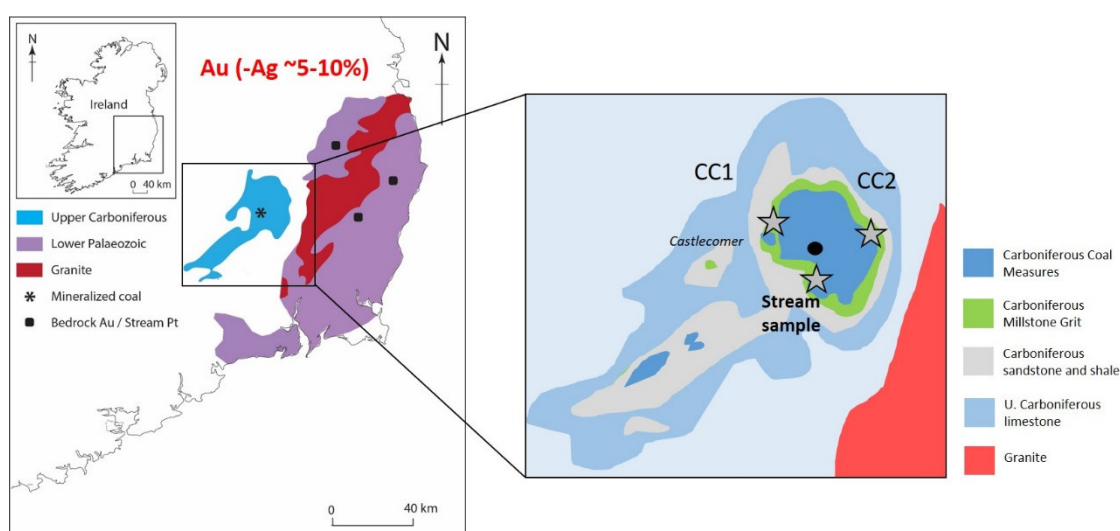 N
Ireland
0 40 km
Upper Carboniferous
Lower Palaeozoic
Granite
Mineralized coal
Bedrock Au / Stream Pt
Au (-Ag ~5-10%)
N
0 40 km
CC1
CC2
Castlecomer
Stream
sample
Carboniferous Coal
Measures
Carboniferous
Millstone Grit
Carboniferous
sandstone and shale
U. Carboniferous
limestone
Granite